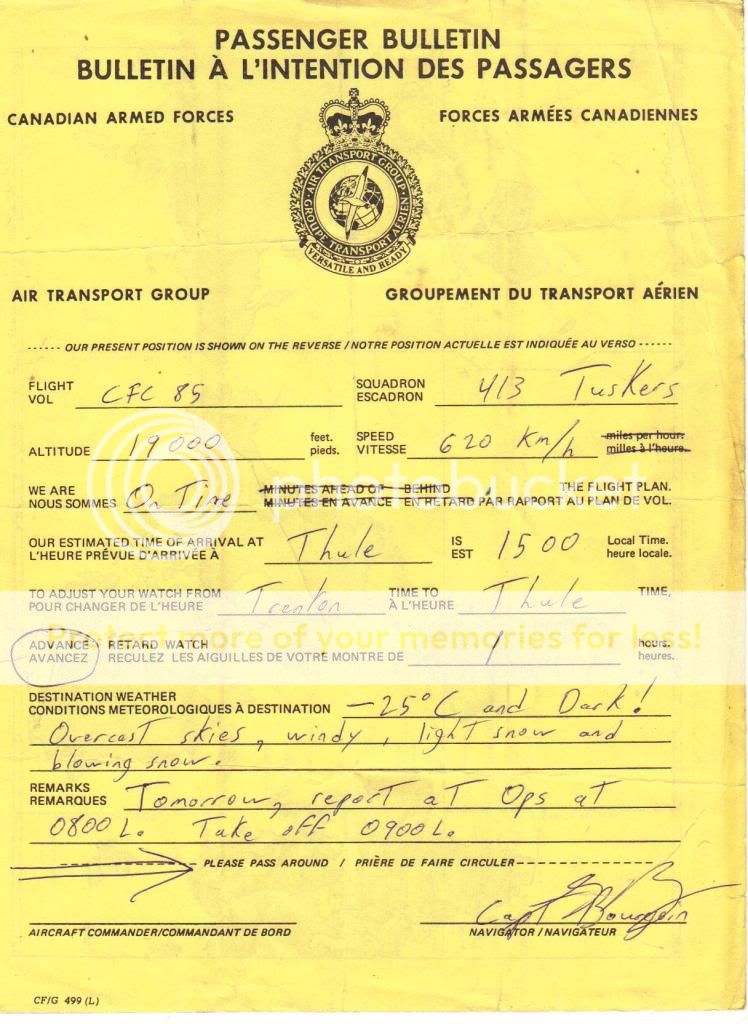 PASSENGER BULLETIN
BULLETIN À L'INTENTION DES PASSAGERS
CANADIAN ARMED FORCES FORCES ARMÉES CANADIENNES
AIR TRANSPORT GROUP
GROUPE TRANSPORT AÉRIEN
VERSATILE AND READY
AIR TRANSPORT GROUP GROUPEMENT DU TRANSPORT AÉRIEN
------ OUR PRESENT POSITION IS SHOWN ON THE REVERSE / NOTRE POSITION ACTUELLE EST INDIQUÉE AU VERSO ------
FLIGHT SQUADRON
VOL CFC 85 ESCADRON 413 Tuskers
ALTITUDE 19 000 feet. SPEED 620 Km/h miles per hour.
pieds. VITESSE milles à l'heure.
photobucket
WE ARE On Time MINUTES AHEAD OF BEHIND THE FLIGHT PLAN.
NOUS SOMMES MINUTES EN AVANCE EN RETARD PAR RAPPORT AU PLAN DE VOL.
OUR ESTIMATED TIME OF ARRIVAL AT Thule IS 1500 Local Time.
L'HEURE PRÉVUE D'ARRIVÉE À EST heure locale.
TO ADJUST YOUR WATCH FROM Trenton TIME TO Thule TIME,
POUR CHANGER DE L'HEURE À L'HEURE
Protect more of your memories for less!
ADVANCE RETARD WATCH 1 hours.
AVANCEZ RECULEZ LES AIGUILLES DE VOTRE MONTRE DE heures.
DESTINATION WEATHER
CONDITIONS METEOROLOGIQUES À DESTINATION -25°C and Dark!
Overcast skies, windy, light snow and
blowing snow.
REMARKS
REMARQUES Tomorrow, report at Ops at
0800 L. Take off 0900 L.
------ PLEASE PASS AROUND / PRIÈRE DE FAIRE CIRCULER ------
Capt Bourgoin
AIRCRAFT COMMANDER/COMMANDANT DE BORD NAVIGATOR / NAVIGATEUR
CF/G 499 (L)